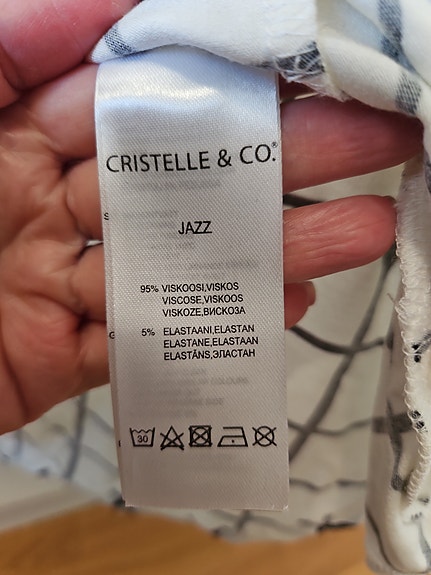 CRISTELLE & CO.®
JAZZ
95% VISKOOSI,VISKOS
VISCOSE,VISKOOS
VISKOZE,ВИСКОЗА
5% ELASTAANI,ELASTAN
ELASTANE,ELASTAAN
ELASTĀNS,ЭЛАСТАН
30